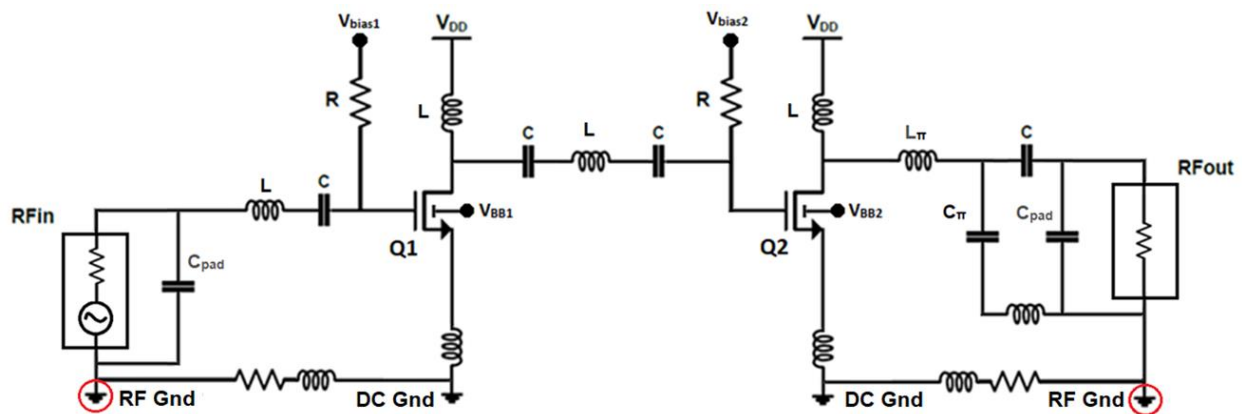 Vbias1
VDD
Vbias2
VDD
R
L
R
L
C
L
C
Lπ
C
RFout
L
C
RFin
VBB1
VBB2
Cπ
Cpad
Q1
Q2
Cpad
RF Gnd
DC Gnd
DC Gnd
RF Gnd